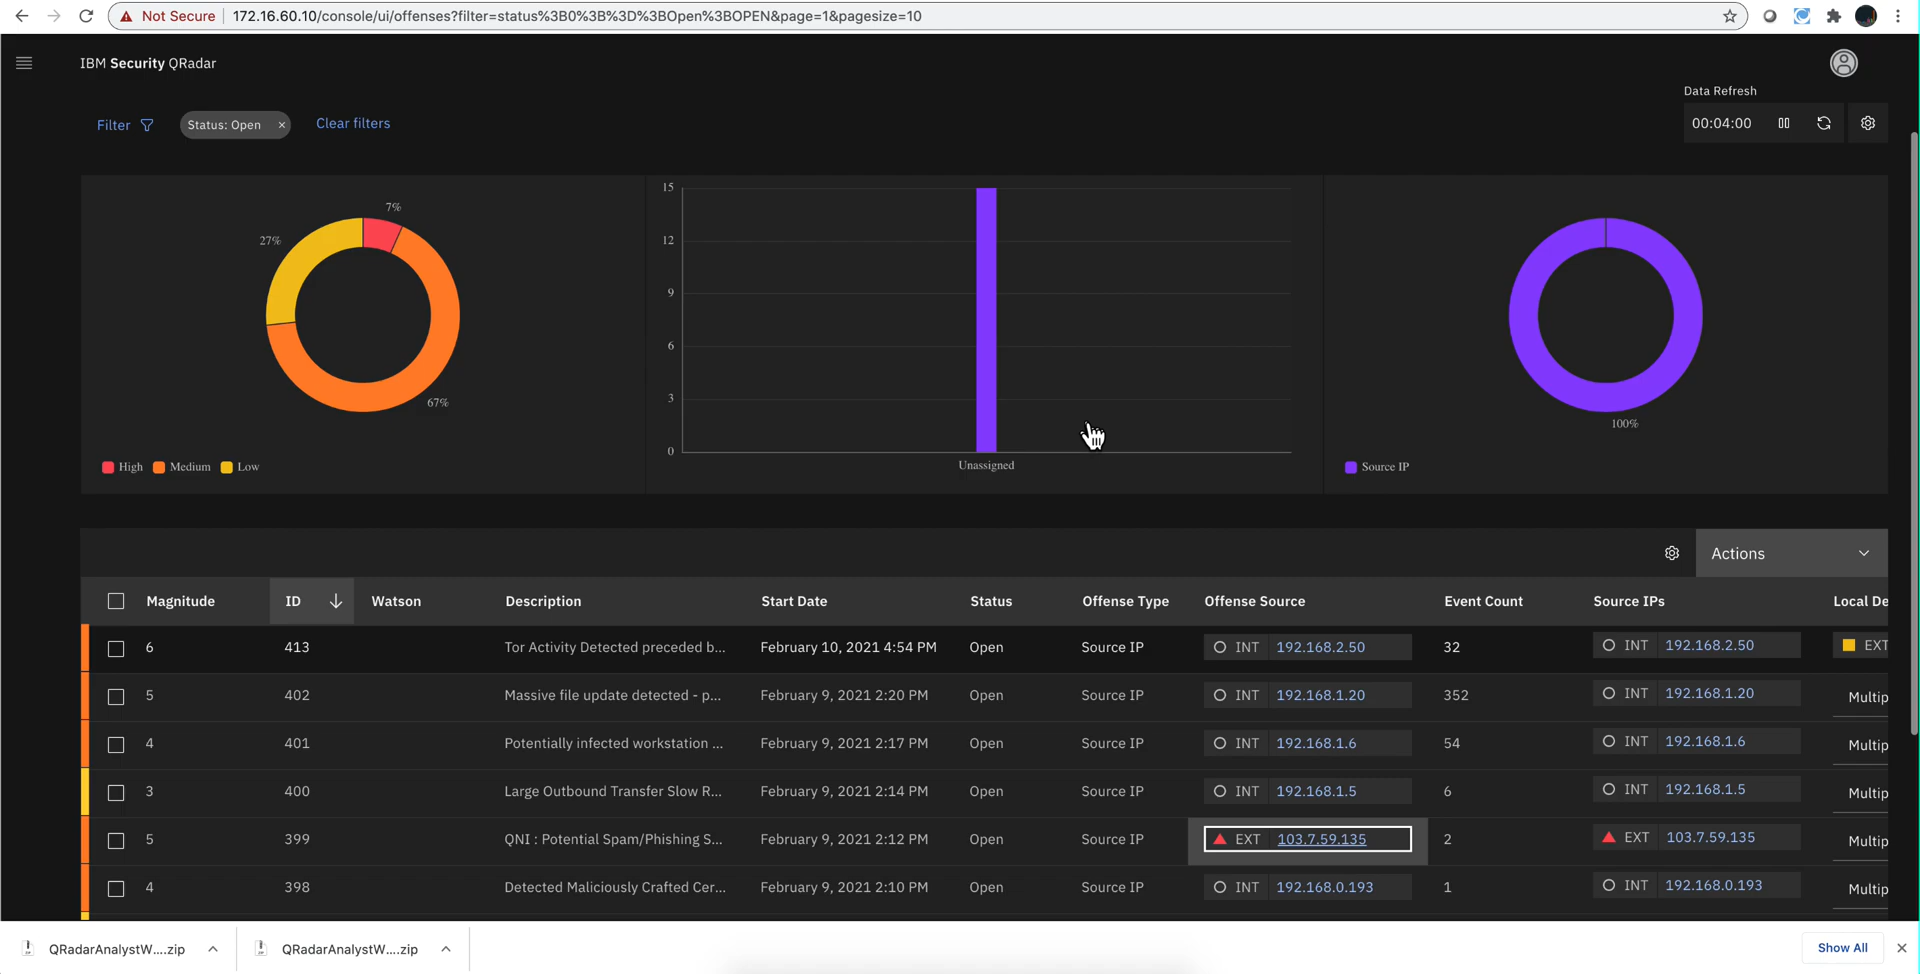 Not Secure 172.16.60.10/console/ui/offenses?filter=status%3B0%3B%3D%3BOpen%3BOPEN&page=1&pagesize=10
IBM Security QRadar
Data Refresh
Filter Status: Open × Clear filters
00:04:00
7%
27%
67%
High Medium Low
15
12
9
6
3
0
Unassigned
100%
Source IP
Actions
Magnitude ID Watson Description Start Date Status Offense Type Offense Source Event Count Source IPs Local De
6 413 Tor Activity Detected preceded b... February 10, 2021 4:54 PM Open Source IP INT 192.168.2.50 32 INT 192.168.2.50 EXT
5 402 Massive file update detected - p... February 9, 2021 2:20 PM Open Source IP INT 192.168.1.20 352 INT 192.168.1.20 Multip
4 401 Potentially infected workstation ... February 9, 2021 2:17 PM Open Source IP INT 192.168.1.6 54 INT 192.168.1.6 Multip
3 400 Large Outbound Transfer Slow R... February 9, 2021 2:14 PM Open Source IP INT 192.168.1.5 6 INT 192.168.1.5 Multip
5 399 QNI : Potential Spam/Phishing S... February 9, 2021 2:12 PM Open Source IP EXT 103.7.59.135 2 EXT 103.7.59.135 Multip
4 398 Detected Maliciously Crafted Cer... February 9, 2021 2:10 PM Open Source IP INT 192.168.0.193 1 INT 192.168.0.193 Multip
QRadarAnalystW....zip QRadarAnalystW....zip Show All